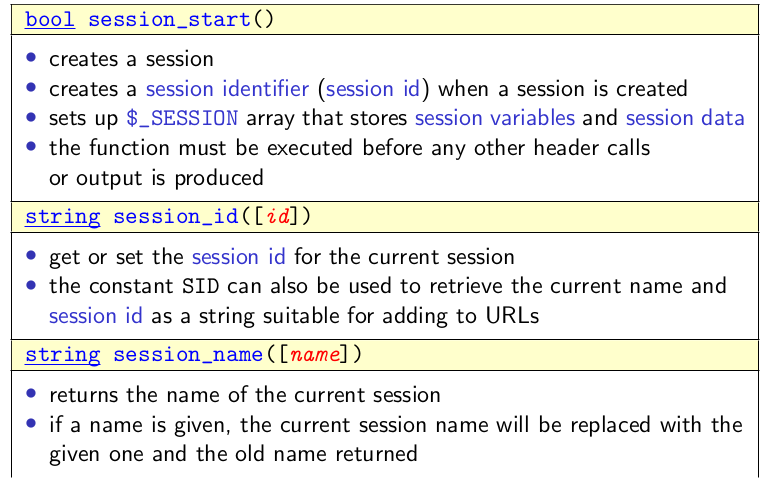 bool session_start()
• creates a session
• creates a session identifier (session id) when a session is created
• sets up $_SESSION array that stores session variables and session data
• the function must be executed before any other header calls
or output is produced
string session_id([id])
• get or set the session id for the current session
• the constant SID can also be used to retrieve the current name and
session id as a string suitable for adding to URLs
string session_name([name])
• returns the name of the current session
• if a name is given, the current session name will be replaced with the
given one and the old name returned